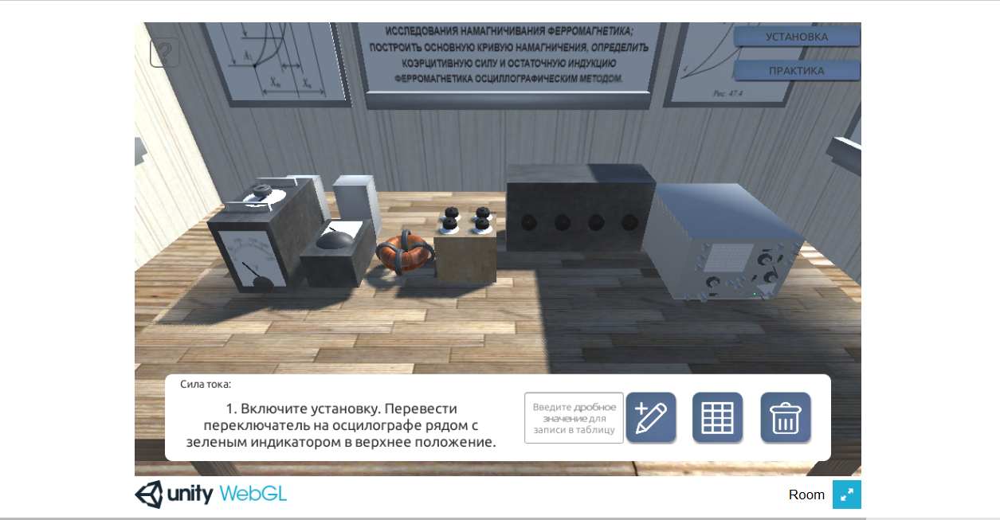 ИССЛЕДОВАНИЯ НАМАГНИЧИВАНИЯ ФЕРРОМАГНЕТИКА;
ПОСТРОИТЬ ОСНОВНУЮ КРИВУЮ НАМАГНИЧЕНИЯ, ОПРЕДЕЛИТЬ
КОЭРЦИТИВНУЮ СИЛУ И ОСТАТОЧНУЮ ИНДУКЦИЮ
ФЕРРОМАГНЕТИКА ОСЦИЛЛОГРАФИЧЕСКИМ МЕТОДОМ.
?
Xm
Xc
Рис. 47.4
УСТАНОВКА
ПРАКТИКА
Сила тока:
1. Включите установку. Перевести
переключатель на осцилографе рядом с
зеленым индикатором в верхнее положение.
Введите дробное
значение для
записи в таблицу
unity WebGL
Room